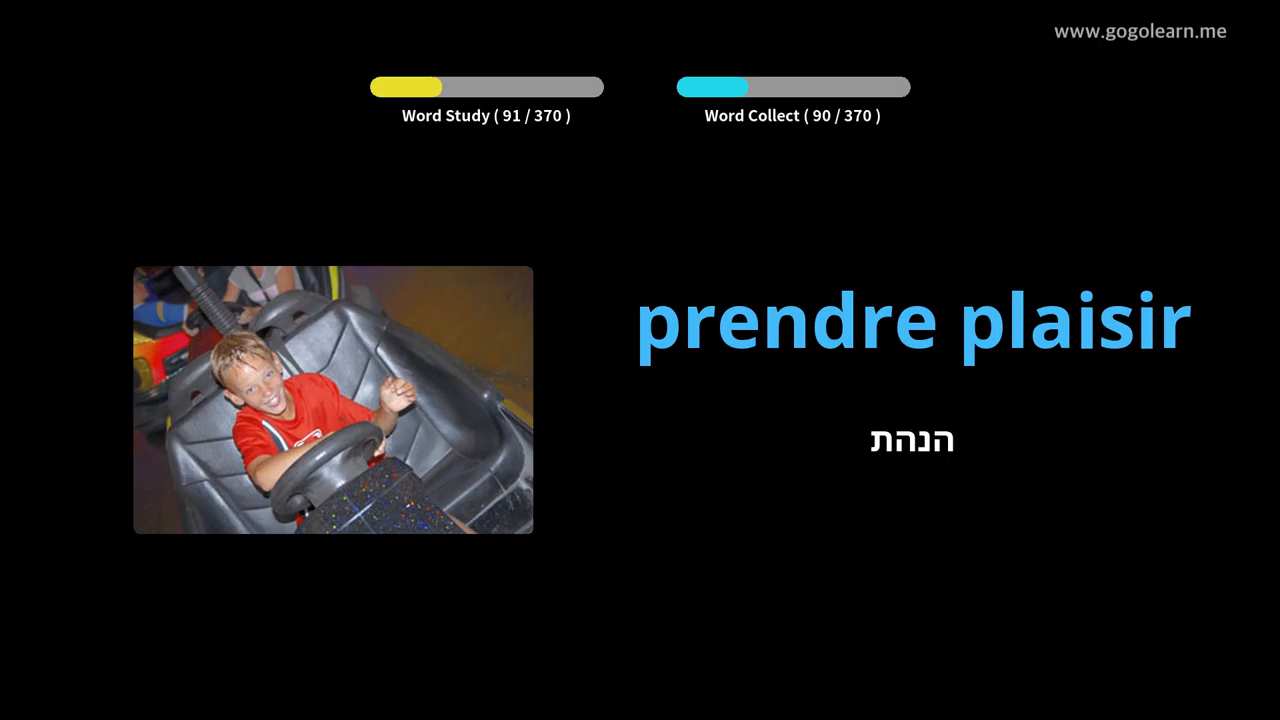 www.gogolearn.me
Word Study ( 91 / 370 )
Word Collect ( 90 / 370 )
prendre plaisir
הנהת